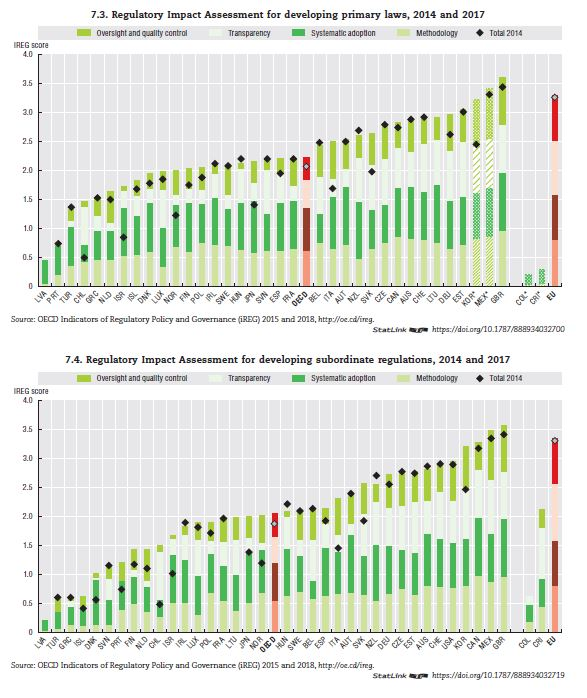 7.3. Regulatory Impact Assessment for developing primary laws, 2014 and 2017
Oversight and quality control Transparency Systematic adoption Methodology Total 2014
IREG score
4.0
3.5
3.0
2.5
2.0
1.5
1.0
0.5
0
LVA PRT TUR CHL GRC NLD ISR ISL DNK LUX NOR FIN POL IRL SWE HUN JPN SVN ESP FRA OECD BEL ITA AUT NZL SVK CZE CAN AUS CHE LTU DEU EST KOR* MEX* GBR COL* CRI* EU
Source: OECD Indicators of Regulatory Policy and Governance (iREG) 2015 and 2018, http://oe.cd/ireg.
StatLink https://doi.org/10.1787/888934032700
7.4. Regulatory Impact Assessment for developing subordinate regulations, 2014 and 2017
Oversight and quality control Transparency Systematic adoption Methodology Total 2014
IREG score
4.0
3.5
3.0
2.5
2.0
1.5
1.0
0.5
0
LVA TUR GRC ISL DNK SVN PRT FIN NLD CHL ISR IRL LUX POL FRA LTU JPN NOR OECD HUN SWE BEL ESP ITA AUT SVK NZL DEU CZE EST AUS CHE USA KOR CAN MEX GBR COL CRI EU
Source: OECD Indicators of Regulatory Policy and Governance (iREG) 2015 and 2018, http://oe.cd/ireg.
StatLink https://doi.org/10.1787/888934032719